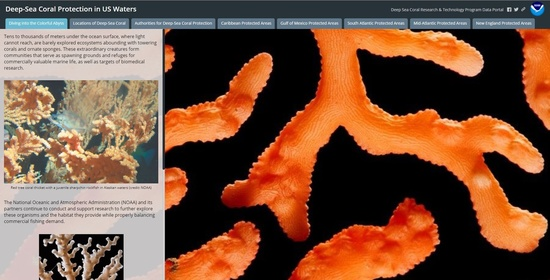 Deep-Sea Coral Protection in US Waters
Deep Sea Coral Research & Technology Program Data Portal
Diving into the Colorful Abyss
Locations of Deep-Sea Coral
Authorities for Deep-Sea Coral Protection
Caribbean Protected Areas
Gulf of Mexico Protected Areas
South Atlantic Protected Areas
Mid Atlantic Protected Areas
New England Protected Areas
Tens to thousands of meters under the ocean surface, where light
cannot reach, are barely explored ecosystems abounding with towering
corals and ornate sponges. These extraordinary creatures form
communities that serve as spawning grounds and refuges for
commercially valuable marine life, as well as targets of biomedical
research.
Red tree coral thicket with a juvenile sharpchin rockfish in Alaskan waters (credit: NOAA)
The National Oceanic and Atmospheric Administration (NOAA) and its
partners continue to conduct and support research to further explore
these organisms and the habitat they provide while properly balancing
commercial fishing demand.